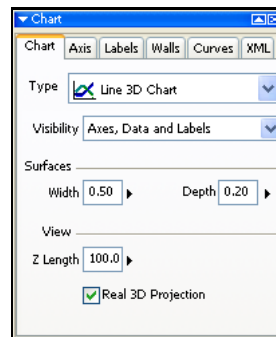 Chart
Chart Axis Labels Walls Curves XML
Type Line 3D Chart
Visibility Axes, Data and Labels
Surfaces
Width 0.50 Depth 0.20
View
Z Length 100.0
Real 3D Projection